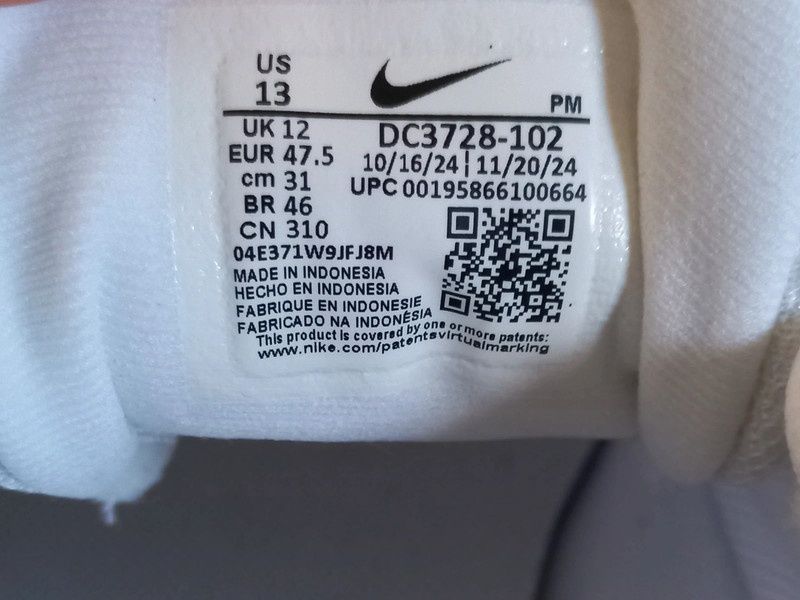 US
13
PM
UK 12
EUR 47.5
cm 31
BR 46
CN 310
DC3728-102
10/16/24 | 11/20/24
UPC 00195866100664
04E371W9JFJ8M
MADE IN INDONESIA
HECHO EN INDONESIA
FABRIQUE EN INDONESIE
FABRICADO NA INDONÉSIA
This product is covered by one or more patents:
www.nike.com/patentsvirtualmarking